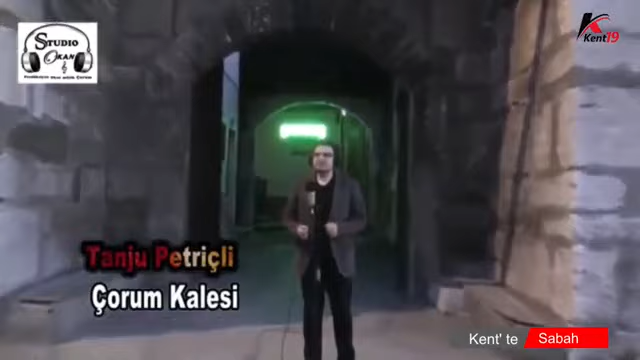 STUDIO
OKAN
Kent19
Tanju Petriçli
Çorum Kalesi
Kent' te Sabah